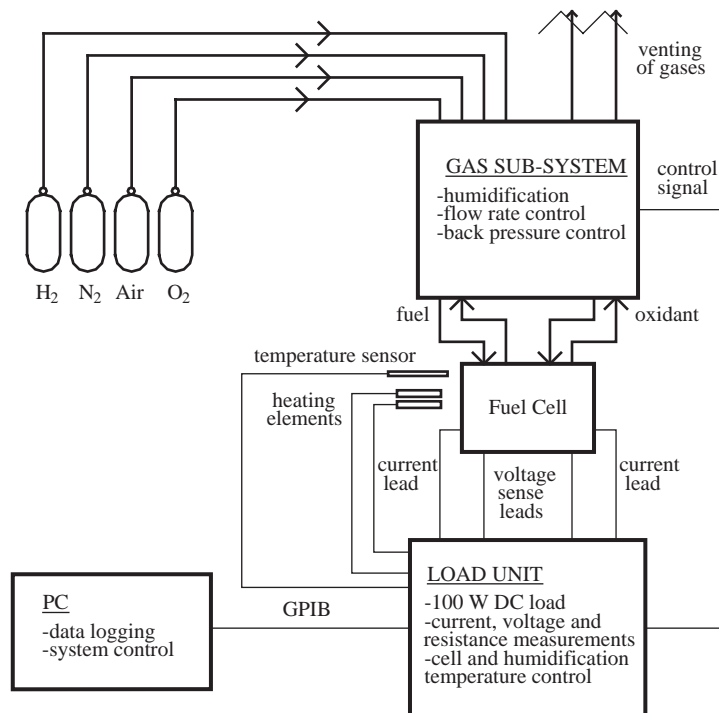 venting
of gases
GAS SUB-SYSTEM
-humidification
-flow rate control
-back pressure control
control
signal
H₂ N₂ Air O₂
fuel
oxidant
temperature sensor
heating
elements
Fuel Cell
current
lead
voltage
sense
leads
current
lead
LOAD UNIT
-100 W DC load
-current, voltage and
resistance measurements
-cell and humidification
temperature control
GPIB
PC
-data logging
-system control